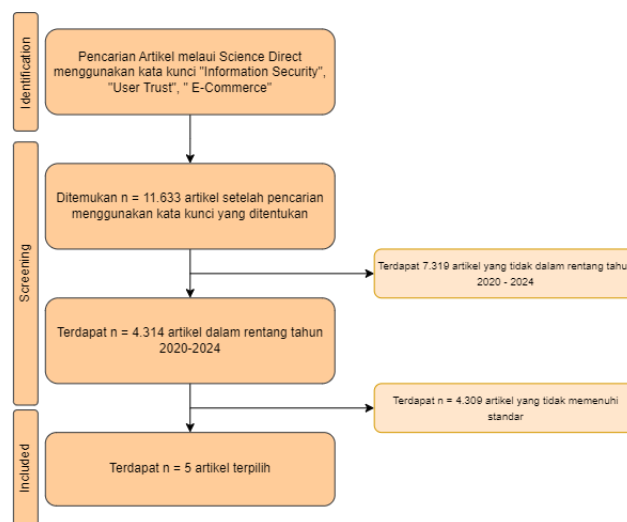 Identification
Pencarian Artikel melaui Science Direct
menggunakan kata kunci "Information Security",
"User Trust", " E-Commerce"
Screening
Ditemukan n = 11.633 artikel setelah pencarian
menggunakan kata kunci yang ditentukan
Terdapat 7.319 artikel yang tidak dalam rentang tahu
2020 - 2024
Terdapat n = 4.314 artikel dalam rentang tahun
2020-2024
Terdapat n = 4.309 artikel yang tidak memenuhi
standar
Included
Terdapat n = 5 artikel terpilih